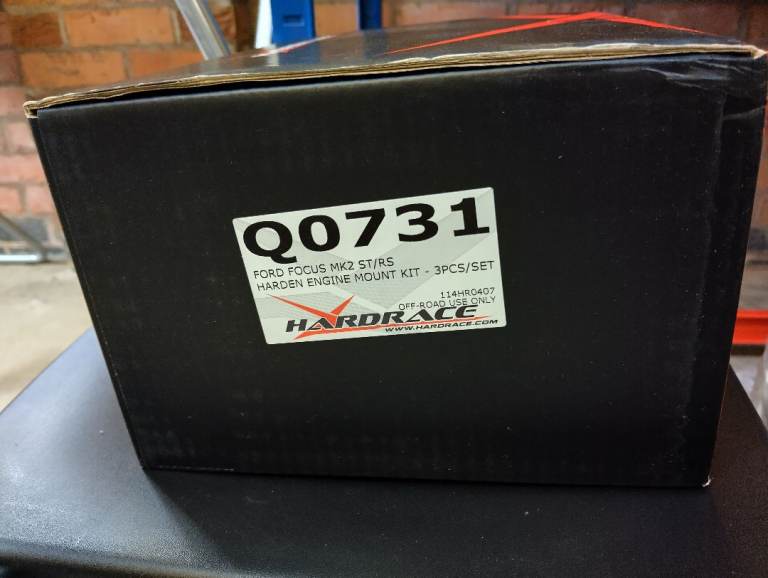 Q0731
FORD FOCUS MK2 ST/RS
HARDEN ENGINE MOUNT KIT - 3PCS/SET
114HR0407
OFF-ROAD USE ONLY
HARDRACE
WWW.HARDRACE.COM